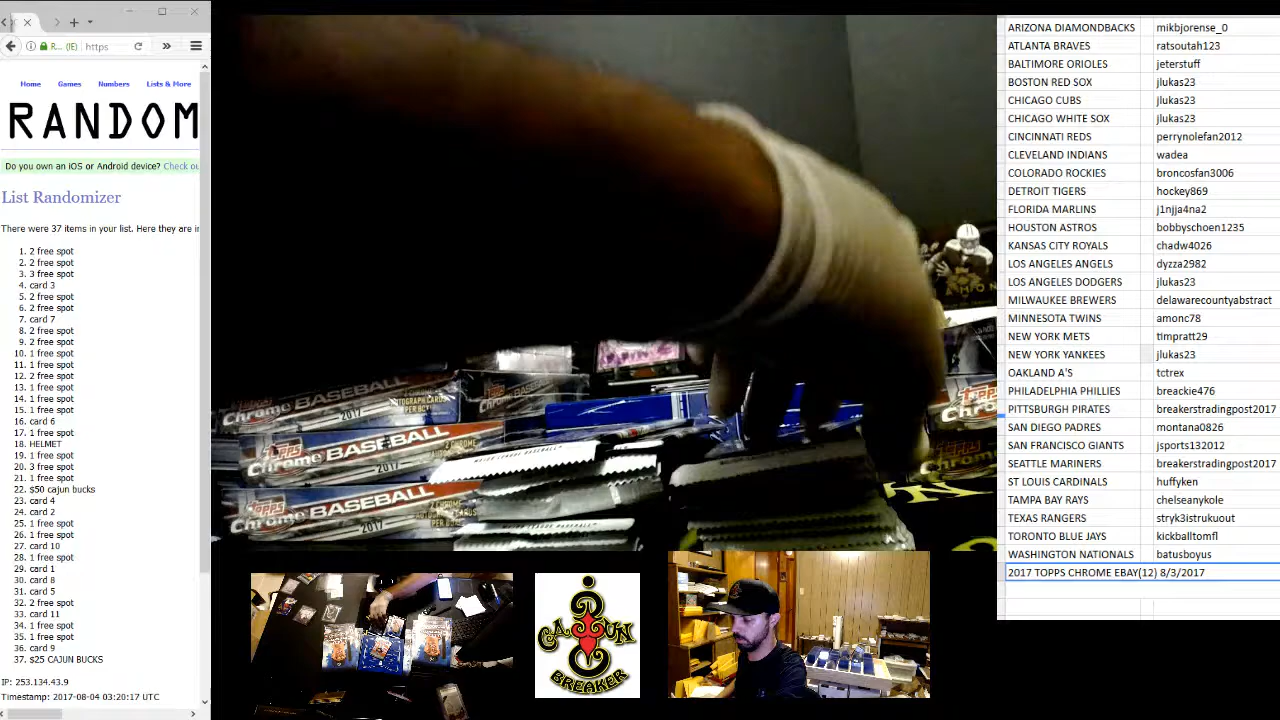 R... (IE)
https
Home Games Numbers Lists & More
RANDOM
Do you own an iOS or Android device? Check ou
List Randomizer
There were 37 items in your list. Here they are i
1. 2 free spot
2. 2 free spot
3. 3 free spot
4. card 3
5. 2 free spot
6. 2 free spot
7. card 7
8. 2 free spot
9. 2 free spot
10. 1 free spot
11. 2 free spot
12. 2 free spot
13. 1 free spot
14. 1 free spot
15. 1 free spot
16. card 6
17. 1 free spot
18. HELMET
19. 1 free spot
20. 3 free spot
21. 1 free spot
22. $50 cajun bucks
23. card 4
24. card 2
25. 1 free spot
26. 1 free spot
27. card 10
28. 1 free spot
29. card 1
30. card 8
31. card 5
32. 2 free spot
33. card 11
34. 1 free spot
35. 1 free spot
36. card 9
37. $25 CAJUN BUCKS
IP: 253.134.43.9
Timestamp: 2017-08-04 03:20:17 UTC
Topps Chrome BASEBALL
2017
AUTOGRAPH CARDS
PER BOX!
Topps Chrome BASEBALL
2017
Topps Chrome BASEBALL
2017
Topps
Chrome
CAJUN
BREAKER
ARIZONA DIAMONDBACKS mikbjorense_0
ATLANTA BRAVES ratsoutah123
BALTIMORE ORIOLES jeterstuff
BOSTON RED SOX jlukas23
CHICAGO CUBS jlukas23
CHICAGO WHITE SOX jlukas23
CINCINNATI REDS perrynolefan2012
CLEVELAND INDIANS wadea
COLORADO ROCKIES broncosfan3006
DETROIT TIGERS hockey869
FLORIDA MARLINS j1njja4na2
HOUSTON ASTROS bobbyschoen1235
KANSAS CITY ROYALS chadw4026
LOS ANGELES ANGELS dyzza2982
LOS ANGELES DODGERS jlukas23
MILWAUKEE BREWERS delawarecountyabstract
MINNESOTA TWINS amonc78
NEW YORK METS timpratt29
NEW YORK YANKEES jlukas23
OAKLAND A'S tctrex
PHILADELPHIA PHILLIES breackie476
PITTSBURGH PIRATES breakerstradingpost2017
SAN DIEGO PADRES montana0826
SAN FRANCISCO GIANTS jsports132012
SEATTLE MARINERS breakerstradingpost2017
ST LOUIS CARDINALS huffyken
TAMPA BAY RAYS chelseanykole
TEXAS RANGERS stryk3istrukuout
TORONTO BLUE JAYS kickballtomfl
WASHINGTON NATIONALS batusboyus
2017 TOPPS CHROME EBAY(12) 8/3/2017